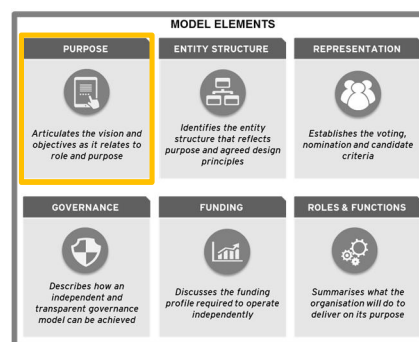 MODEL ELEMENTS
PURPOSE
Articulates the vision and
objectives as it relates to
role and purpose
ENTITY STRUCTURE
Identifies the entity
structure that reflects
purpose and agreed design
principles
REPRESENTATION
Establishes the voting,
nomination and candidate
criteria
GOVERNANCE
Describes how an
independent and
transparent governance
model can be achieved
FUNDING
Discusses the funding
profile required to operate
independently
ROLES & FUNCTIONS
Summarises what the
organisation will do to
deliver on its purpose